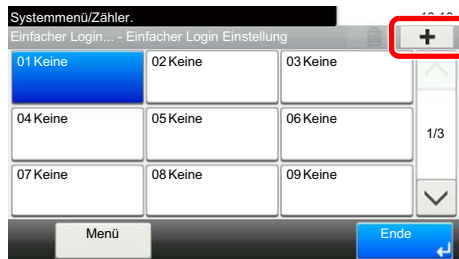 Systemmenü/Zähler.
Einfacher Login... - Einfacher Login Einstellung
01 Keine
02 Keine
03 Keine
04 Keine
05 Keine
06 Keine
1/3
07 Keine
08 Keine
09 Keine
Menü
Ende